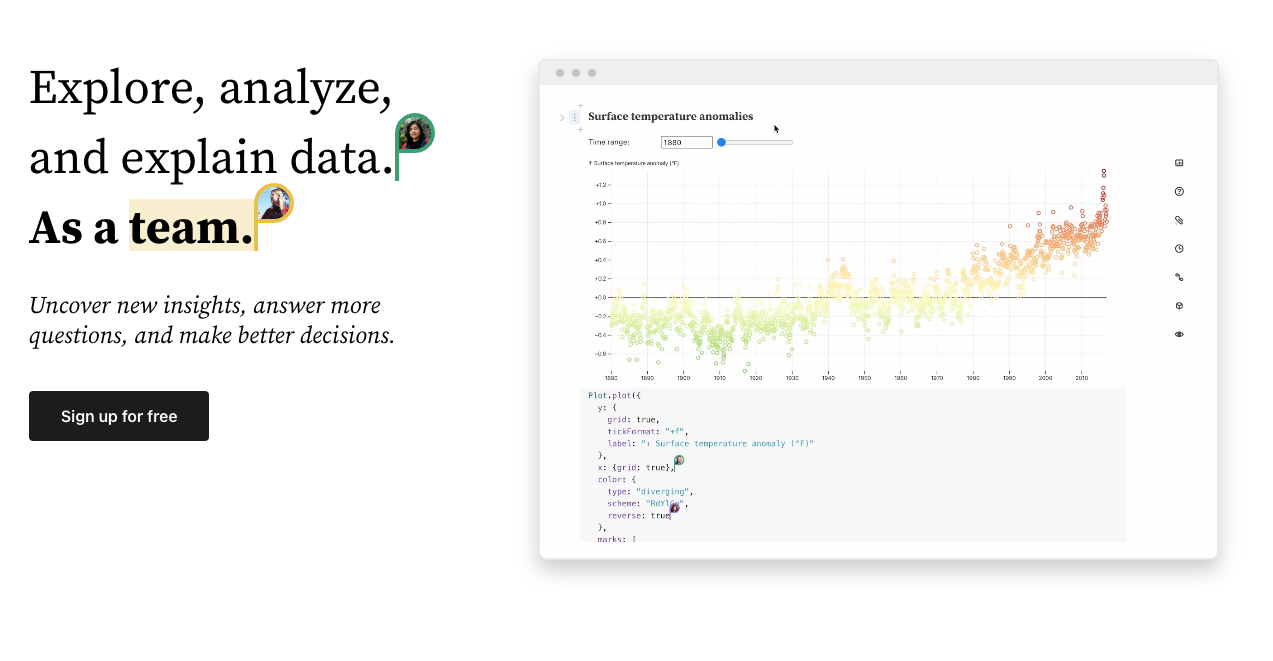 Explore, analyze,
and explain data.
As a team.
Uncover new insights, answer more
questions, and make better decisions.
Sign up for free
Surface temperature anomalies
Time range: 1880
↑ Surface temperature anomaly (°F)
+1.2
+1.0
+0.8
+0.6
+0.4
+0.2
+0.0
−0.2
−0.4
−0.6
1880 1890 1900 1910 1920 1930 1940 1950 1960 1970 1980 1990 2000 2010
Plot.plot({
y: {
grid: true,
tickFormat: "+f",
label: "↑ Surface temperature anomaly (°F)"
},
x: {grid: true},
color: {
type: "diverging",
scheme: "RdYlGn",
reverse: true
},
marks: [